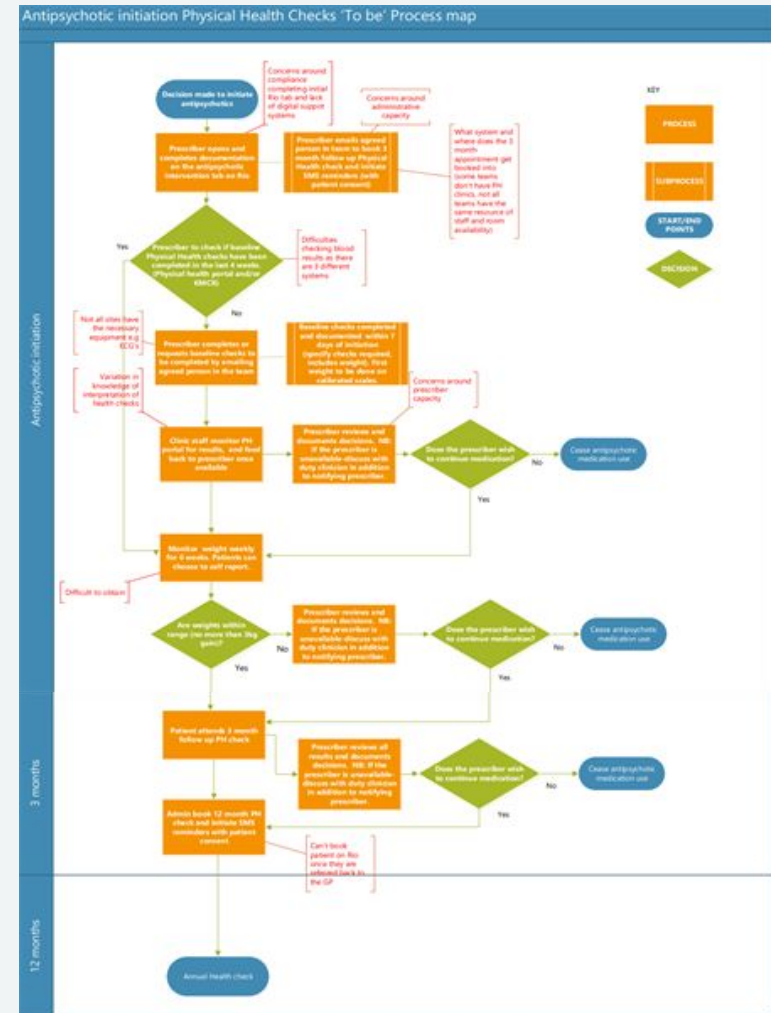 Antipsychotic initiation Physical Health Checks 'To be' Process map
Decision made to initiate
antipsychotics
Concerns around
compliance
completing initial
Rio tab and lack
of digital support
systems
Concerns around
administrative
capacity
KEY
PROCESS
SUBPROCESS
START/END
POINTS
DECISION
Prescriber opens and
completes documentation
on the antipsychotic
intervention tab on Rio
Prescriber emails agreed
person in team to book 3
month follow up Physical
Health check and initiate
SMS reminders (with
patient consent)
What system and
where does the 3
month
appointment get
booked into
(some teams
don't have PH
clinics, not all
teams have the
same resource of
staff and room
availability)
Antipsychotic initiation
Yes
Prescriber to check if baseline
Physical Health checks have been
completed in the last 4 weeks.
(Physical health portal and/or
KMCR)
Difficulties
checking blood
results as there
are 3 different
systems
No
Not all sites have
the necessary
equipment e.g
ECG's
Prescriber completes or
requests baseline checks to
be completed by emailing
agreed person in the team
Baseline checks completed
and documented within 7
days of initiation
(specify checks required,
includes weight). First
weight to be done on
calibrated scales.
Variation in
knowledge of
interpretation of
health checks
Concerns around
prescriber
capacity
Clinic staff monitor PH
portal for results, and feed
back to prescriber once
available
Prescriber reviews and
documents decisions. NB:
if the prescriber is
unavailable-discuss with
duty clinician in addition
to notifying prescriber.
Does the prescriber wish
to continue medication?
No
Cease antipsychotic
medication use
Yes
Monitor weight weekly
for 6 weeks. Patients can
choose to self report.
Difficult to obtain
Are weights within
range (no more then 3kg
gain)?
No
Prescriber reviews and
documents decisions. NB:
if the prescriber is
unavailable-discuss with
duty clinician in addition
to notifying prescriber.
Does the prescriber wish
to continue medication?
No
Cease antipsychotic
medication use
Yes
Yes
3 months
Patient attends 3 month
follow up PH check
Prescriber reviews all
results and documents
decisions. NB: If the
prescriber is unavailable-
discuss with duty clinician
in addition to notifying
prescriber.
Does the prescriber wish
to continue medication?
No
Cease antipsychotic
medication use
Yes
Admin book 12 month PH
check and initiate SMS
reminders with patient
consent
Can't book
patient on Rio
once they are
referred back to
the GP
12 months
Annual health check